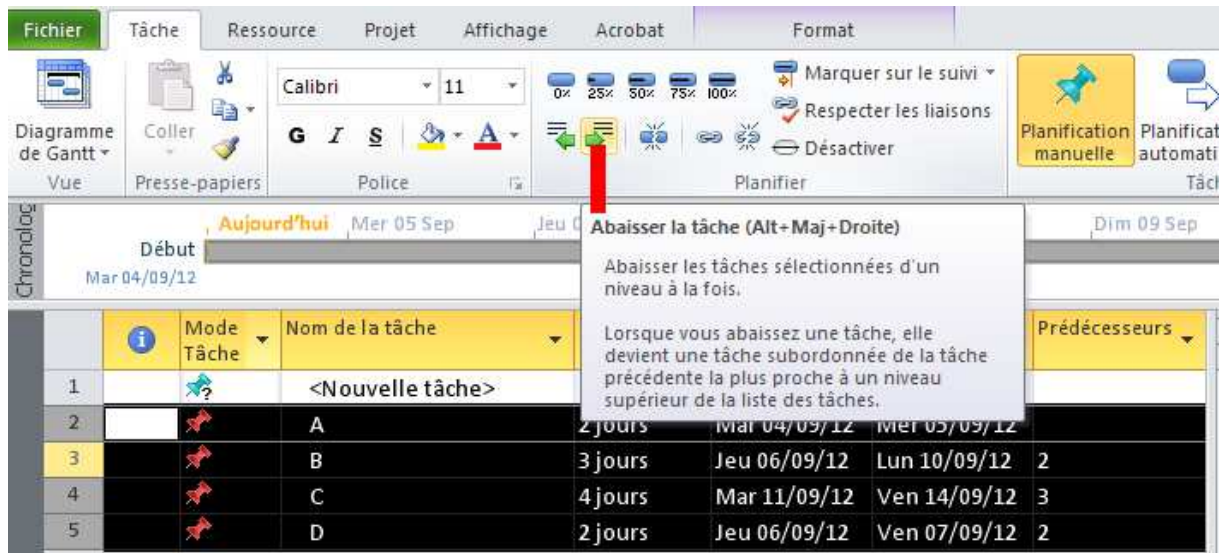 Fichier Tâche Ressource Projet Affichage Acrobat Format
Calibri 11
0% 25% 50% 75% 100%
Marquer sur le suivi
Respecter les liaisons
Désactiver
Diagramme de Gantt
Coller
G I S A
Planification manuelle
Vue Presse-papiers Police Planifier
Aujourd'hui Mer 05 Sep Dim 09 Sep
Début
Mar 04/09/12
Abaisser la tâche (Alt+Maj+Droite)
Abaisser les tâches sélectionnées d'un
niveau à la fois.
Lorsque vous abaissez une tâche, elle
devient une tâche subordonnée de la tâche
précédente la plus proche à un niveau
supérieur de la liste des tâches.
Mode Tâche Nom de la tâche Prédécesseurs
1 <Nouvelle tâche>
2 A 2 jours Mar 04/09/12 Mer 05/09/12
3 B 3 jours Jeu 06/09/12 Lun 10/09/12 2
4 C 4 jours Mar 11/09/12 Ven 14/09/12 3
5 D 2 jours Jeu 06/09/12 Ven 07/09/12 2